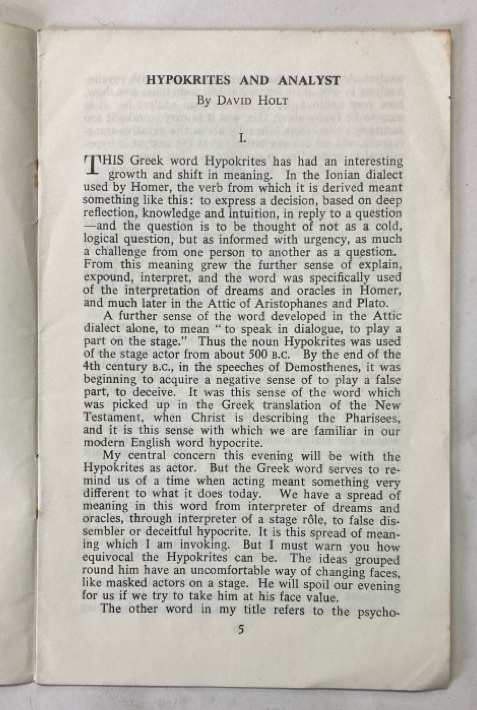 HYPOKRITES AND ANALYST
By DAVID HOLT
I.
THIS Greek word Hypokrites has had an interesting
growth and shift in meaning. In the Ionian dialect
used by Homer, the verb from which it is derived meant
something like this: to express a decision, based on deep
reflection, knowledge and intuition, in reply to a question
—and the question is to be thought of not as a cold,
logical question, but as informed with urgency, as much
a challenge from one person to another as a question.
From this meaning grew the further sense of explain,
expound, interpret, and the word was specifically used
of the interpretation of dreams and oracles in Homer,
and much later in the Attic of Aristophanes and Plato.
A further sense of the word developed in the Attic
dialect alone, to mean “ to speak in dialogue, to play a
part on the stage.” Thus the noun Hypokrites was used
of the stage actor from about 500 B.C. By the end of the
4th century B.C., in the speeches of Demosthenes, it was
beginning to acquire a negative sense of to play a false
part, to deceive. It was this sense of the word which
was picked up in the Greek translation of the New
Testament, when Christ is describing the Pharisees,
and it is this sense with which we are familiar in our
modern English word hypocrite.
My central concern this evening will be with the
Hypokrites as actor. But the Greek word serves to re-
mind us of a time when acting meant something very
different to what it does today. We have a spread of
meaning in this word from interpreter of dreams and
oracles, through interpreter of a stage rôle, to false dis-
sembler or deceitful hypocrite. It is this spread of mean-
ing which I am invoking. But I must warn you how
equivocal the Hypokrites can be. The ideas grouped
round him have an uncomfortable way of changing faces,
like masked actors on a stage. He will spoil our evening
for us if we try to take him at his face value.
The other word in my title refers to the psycho-
5